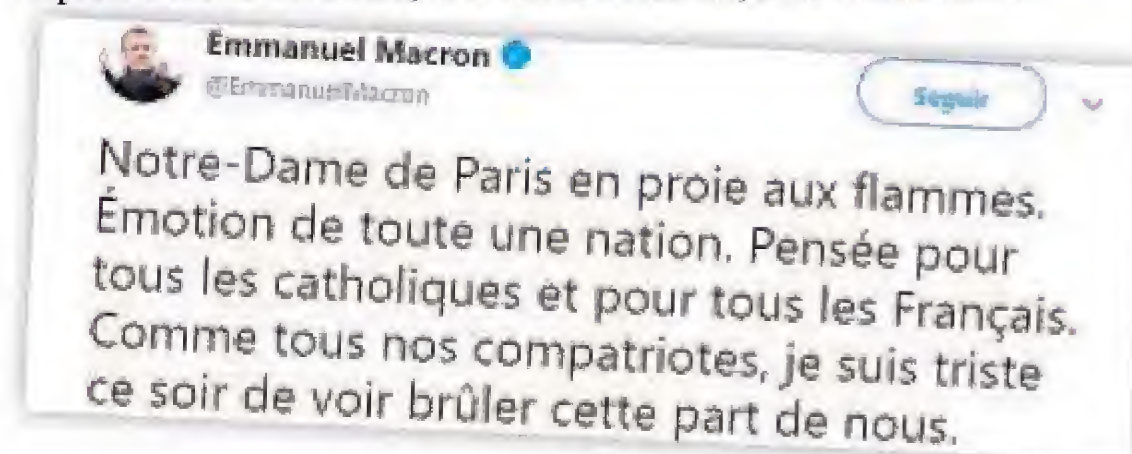 Emmanuel Macron
@EmmanuelMacron
Seguir
Notre-Dame de Paris en proie aux flammes.
Émotion de toute une nation. Pensée pour
tous les catholiques et pour tous les Français.
Comme tous nos compatriotes, je suis triste
ce soir de voir brûler cette part de nous.